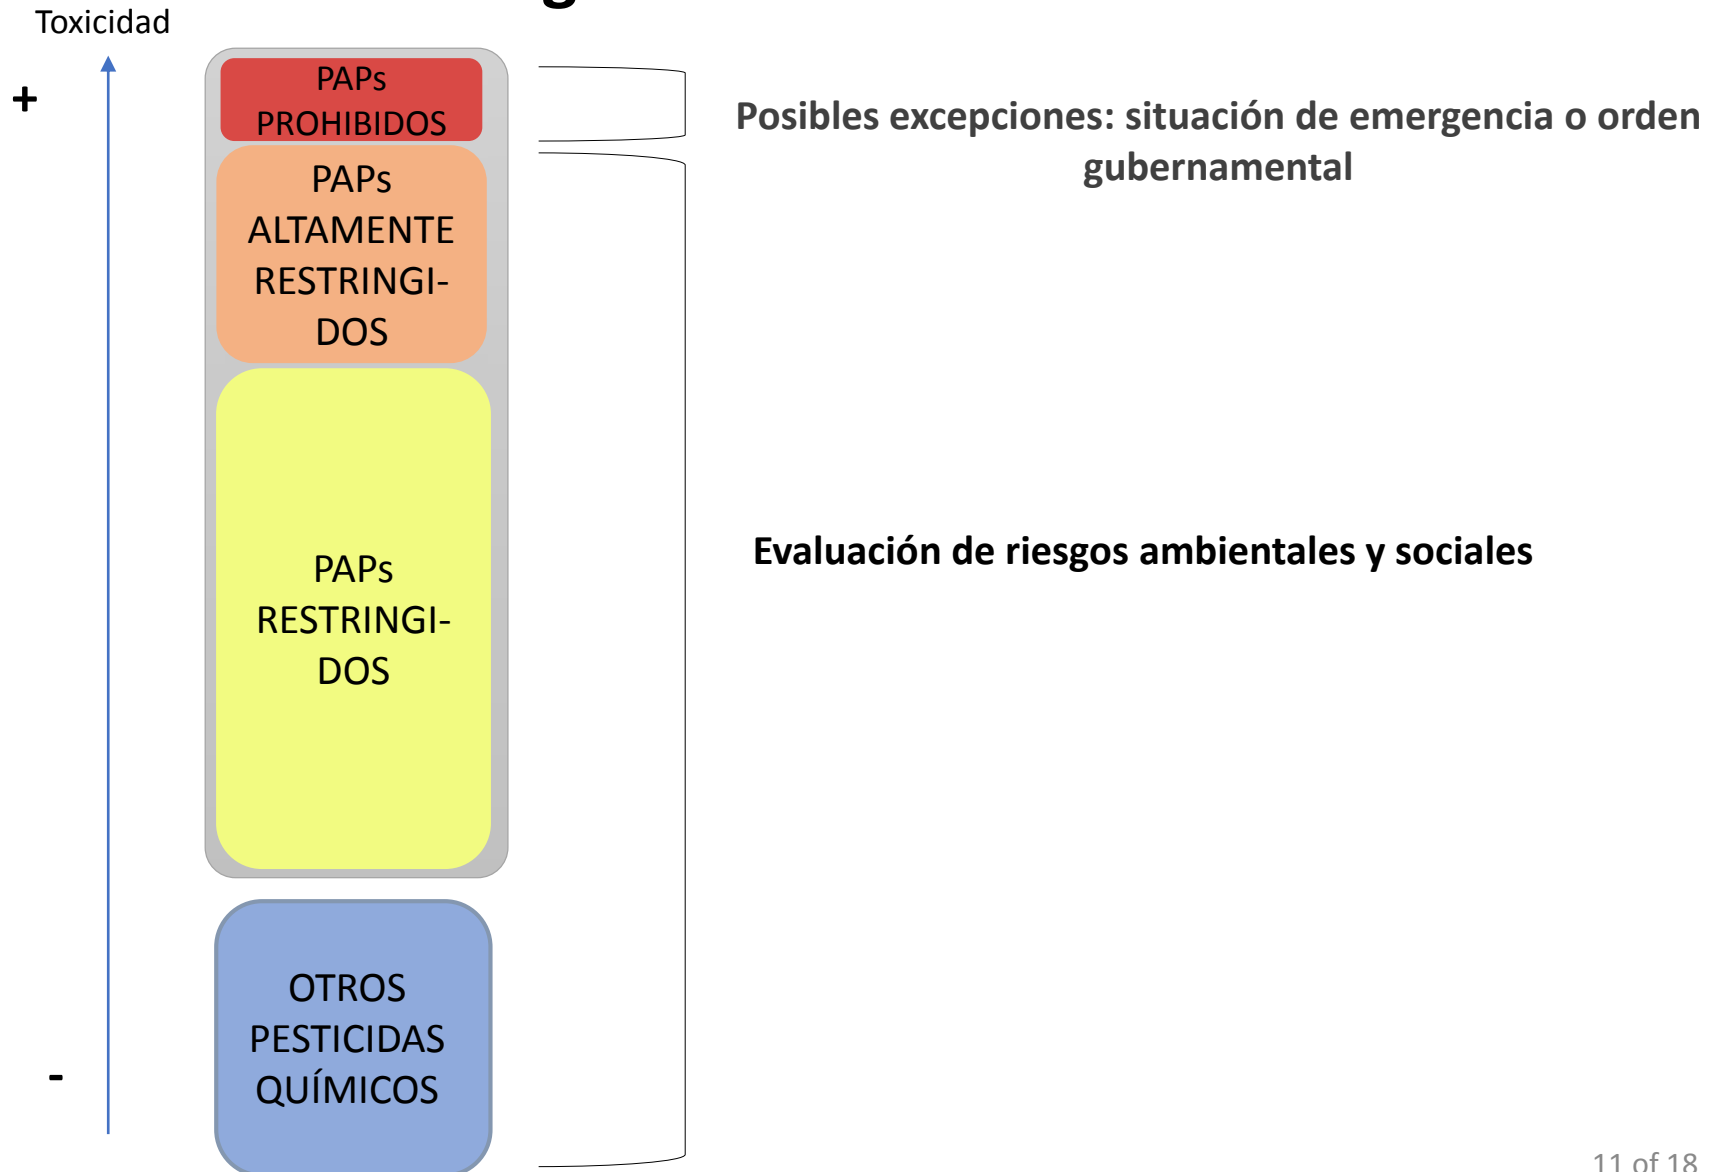 Toxicidad
+
PAPs
PROHIBIDOS
Posibles excepciones: situación de emergencia o orden
gubernamental
PAPs
ALTAMENTE
RESTRINGI-
DOS
PAPs
RESTRINGI-
DOS
Evaluación de riesgos ambientales y sociales
OTROS
PESTICIDAS
QUÍMICOS
-
11 of 18